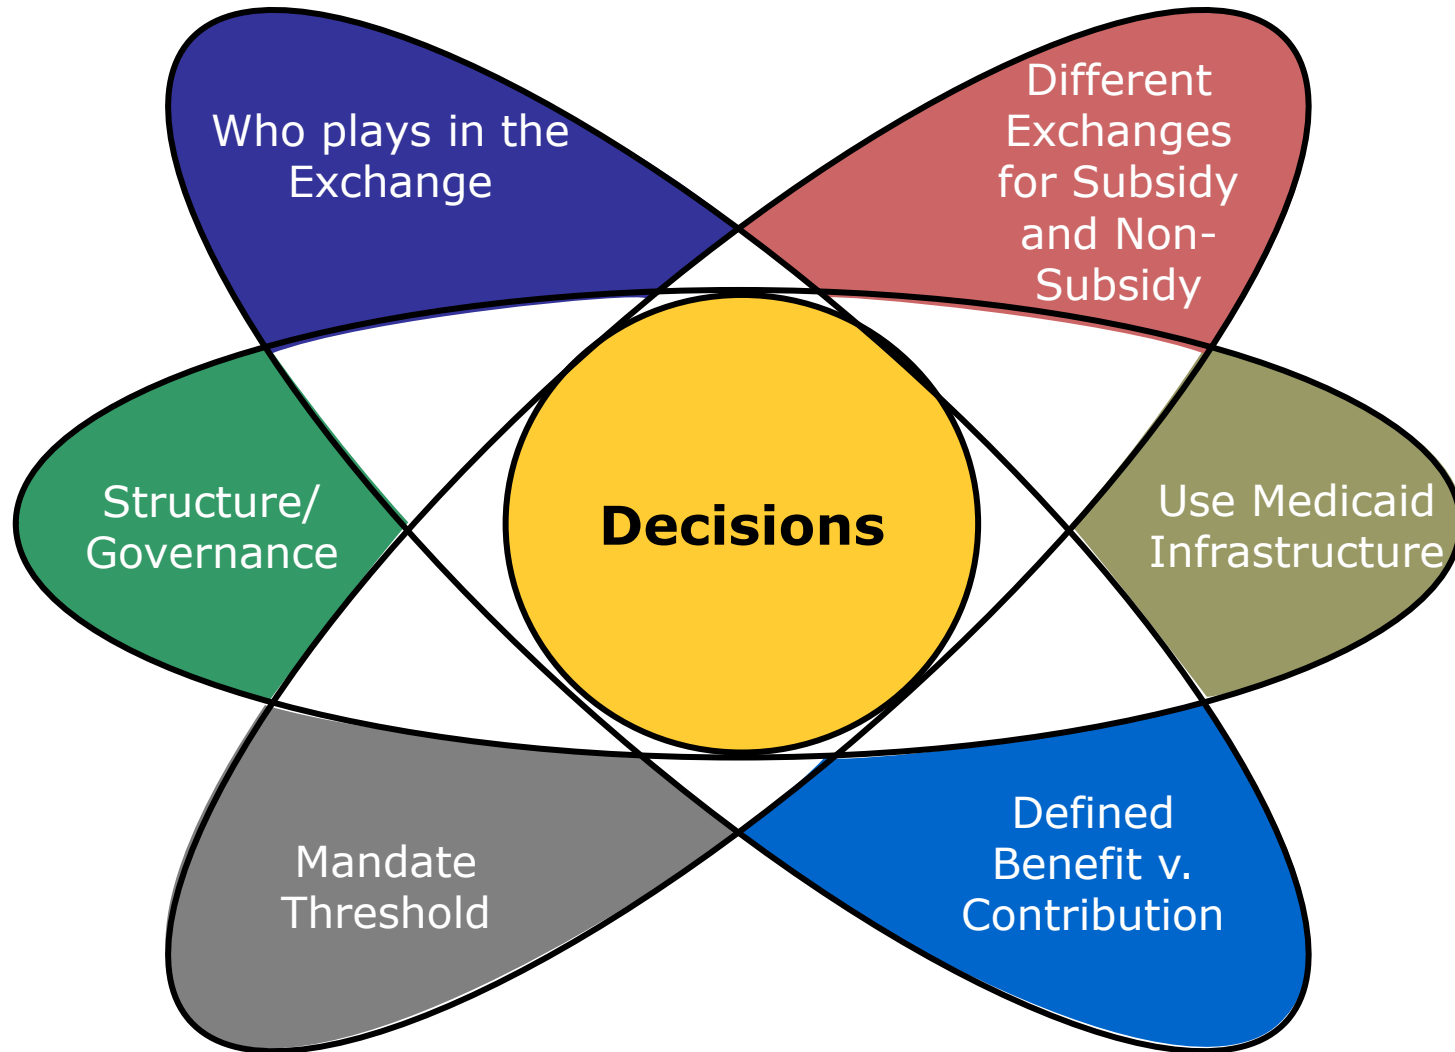 Who plays in the
Exchange
Different
Exchanges
for Subsidy
and Non-
Subsidy
Structure/
Governance
Decisions
Use Medicaid
Infrastructure
Mandate
Threshold
Defined
Benefit v.
Contribution